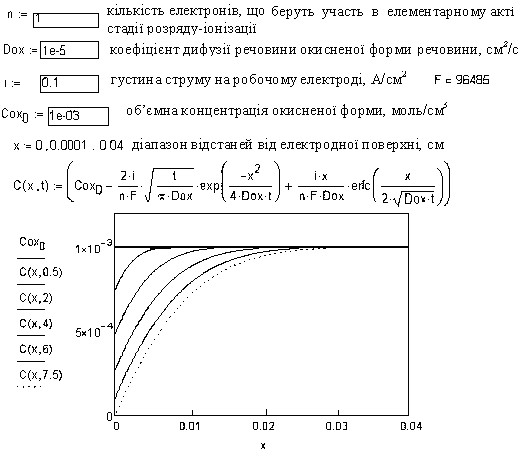 n := 1 кількість електронів, що беруть участь в елементарному акті
стадії розряду-іонізації
Dox := 1e-5 коефіцієнт дифузії речовини окисненої форми речовини, см²/с
i := 0.1 густина струму на робочому електроді, А/см² F = 96485
Cox₀ := 1e-03 об’ємна концентрація окисненої форми, моль/см³
x := 0, 0.0001 .. 0.04 діапазон відстаней від електродної поверхні, см
C(x,t) := (Cox₀ - 2·i/n·F · √(t/π·Dox) · exp(-x²/4·Dox·t) + i·x/n·F·Dox · erfc(x/2·√(Dox·t)))
Cox₀
C(x,0.5)
C(x,2)
C(x,4)
C(x,6)
C(x,7.5)
1×10⁻³
5×10⁻⁴
0
0 0.01 0.02 0.03 0.04
x